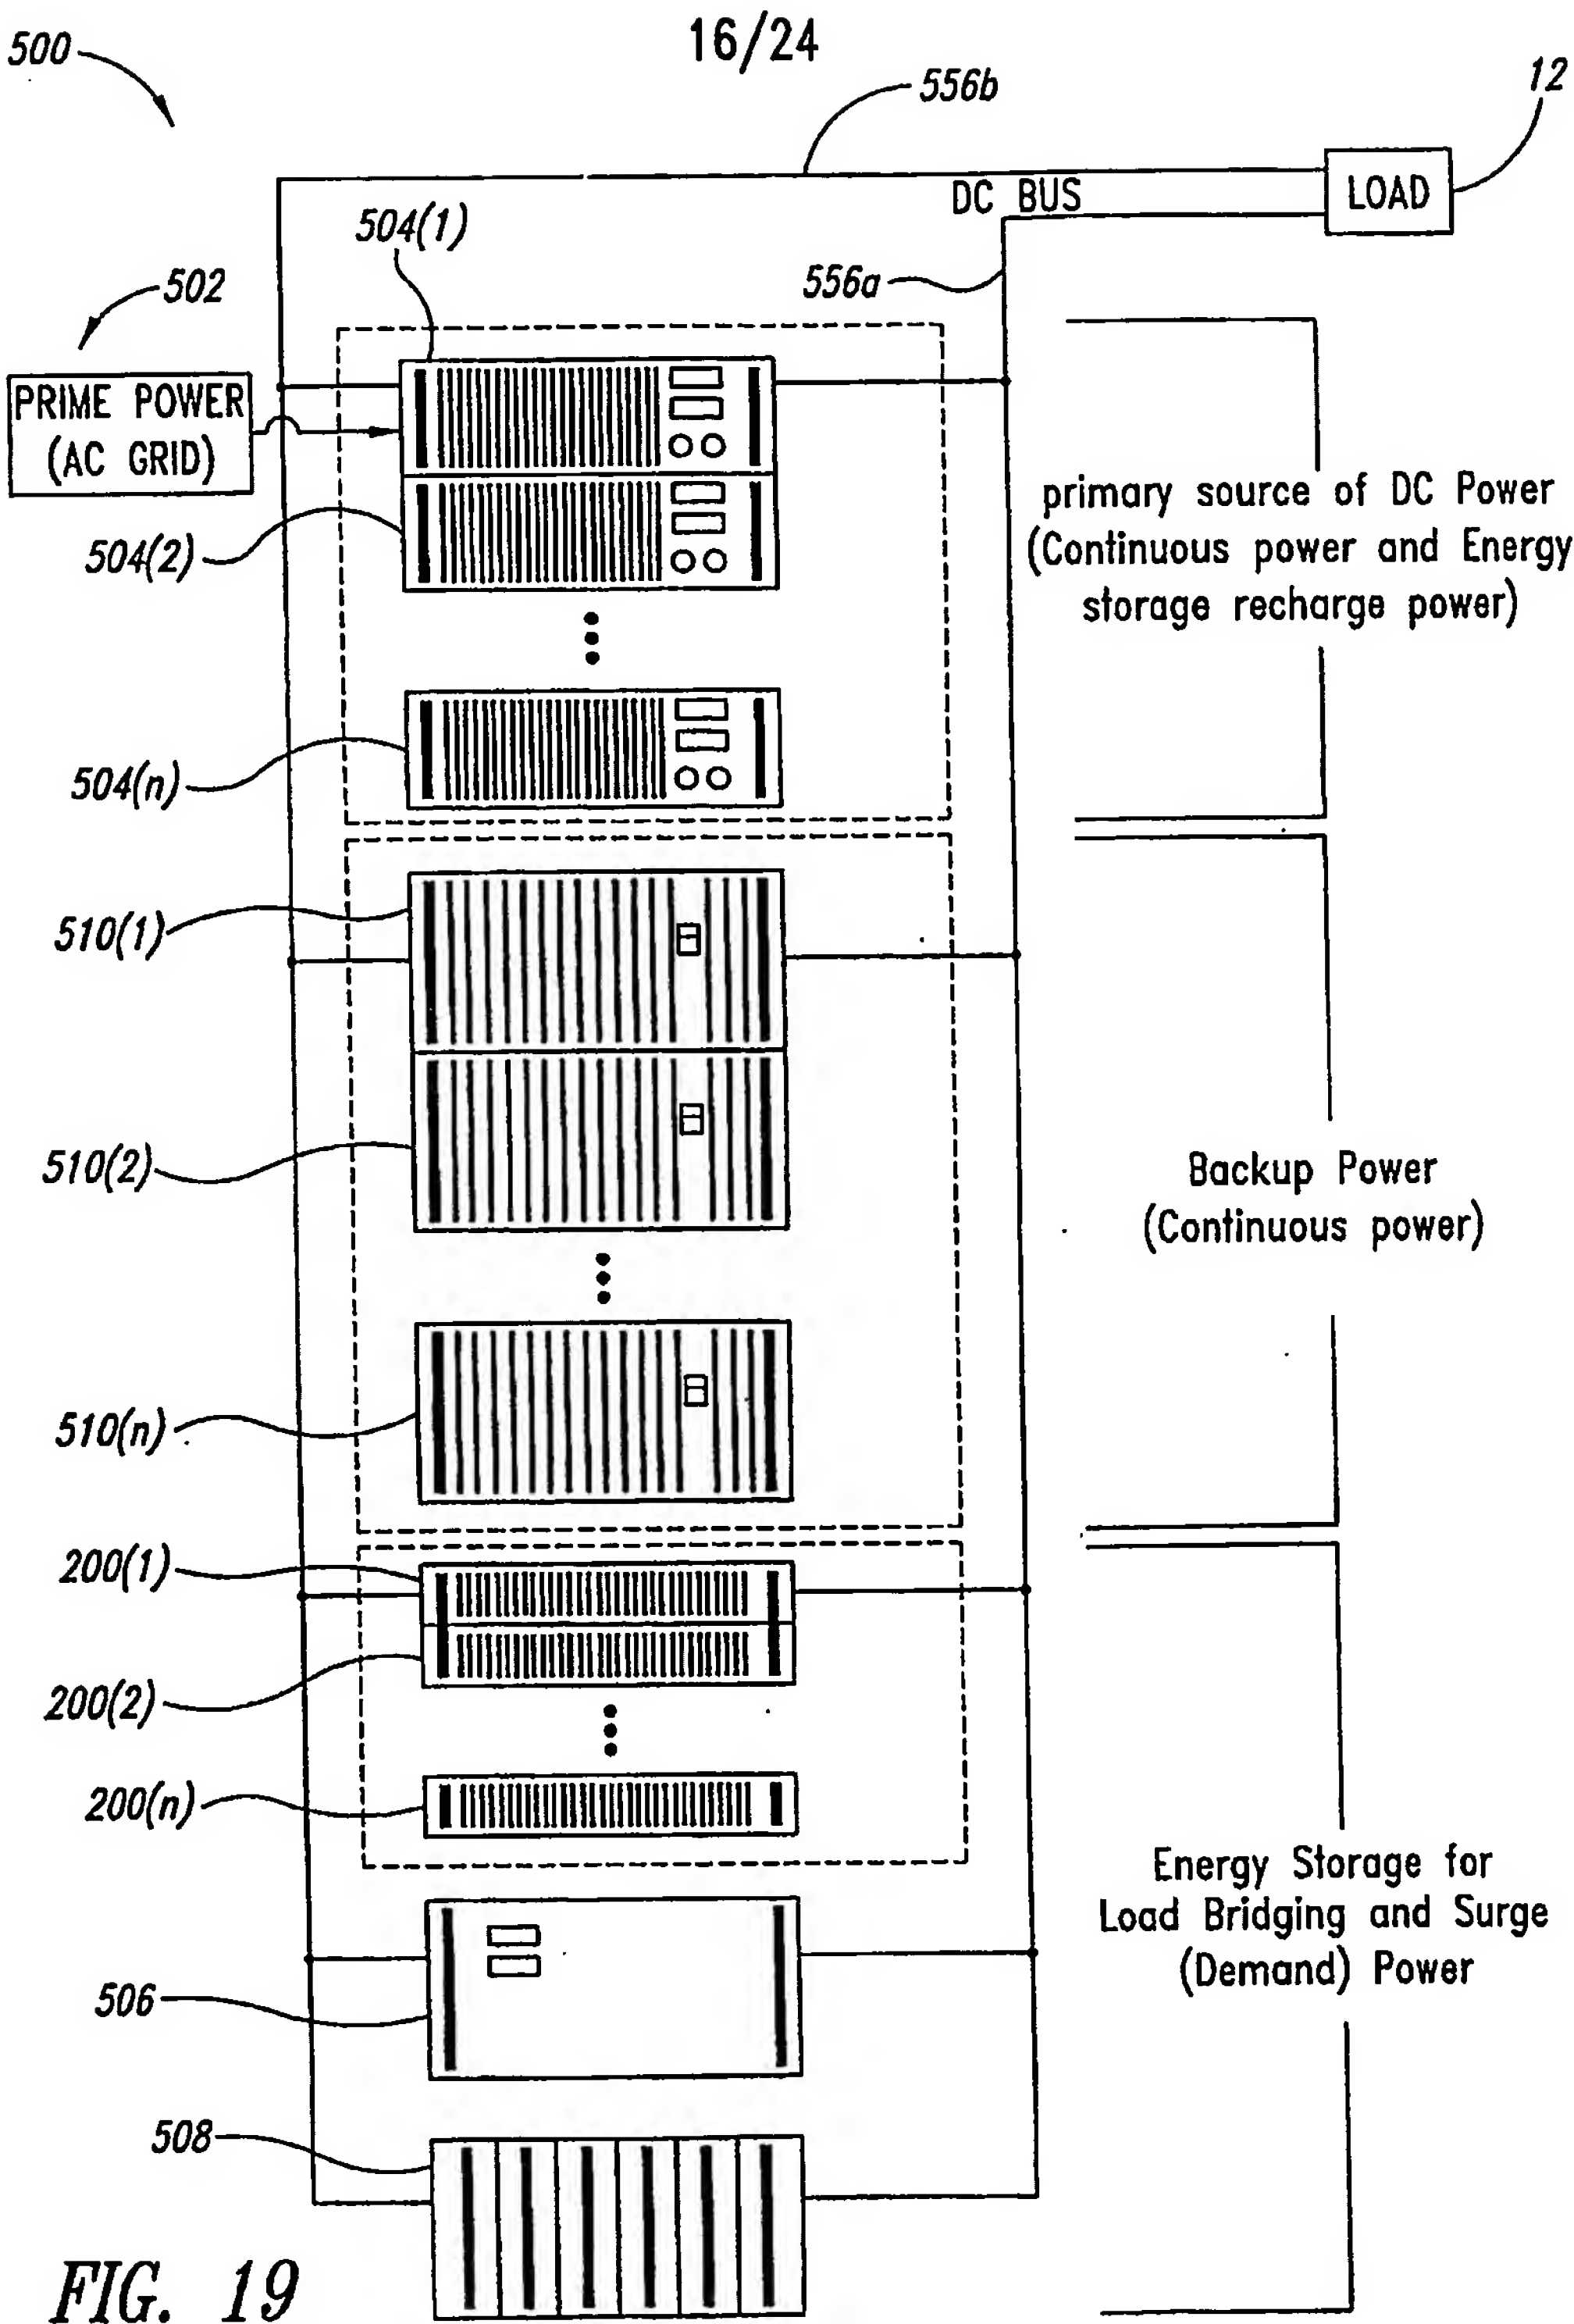 16/24
500
556b
12
DC BUS
LOAD
504(1)
556a
502
PRIME POWER
(AC GRID)
504(2)
primary source of DC Power
(Continuous power and Energy
storage recharge power)
504(n)
510(1)
510(2)
Backup Power
(Continuous power)
510(n)
200(1)
200(2)
200(n)
Energy Storage for
Load Bridging and Surge
(Demand) Power
506
508
FIG. 19